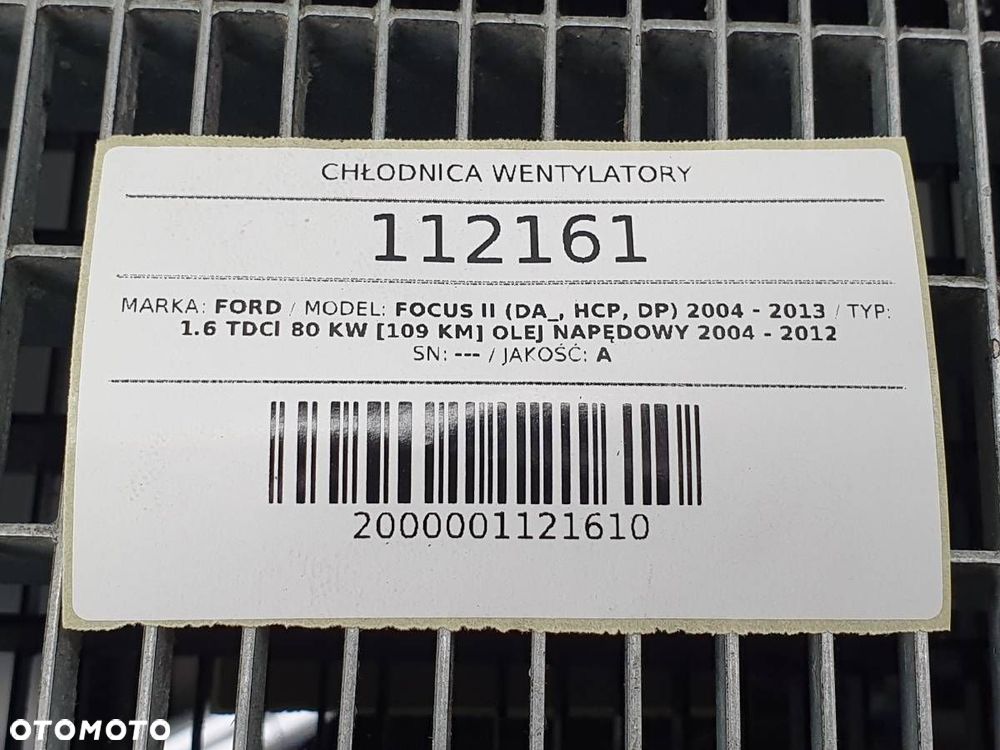 CHŁODNICA WENTYLATORY
112161
MARKA: FORD / MODEL: FOCUS II (DA_, HCP, DP) 2004 - 2013 / TYP:
1.6 TDCI 80 KW [109 KM] OLEJ NAPĘDOWY 2004 - 2012
SN: --- / JAKOŚĆ: A
2000001121610
OTOMOTO